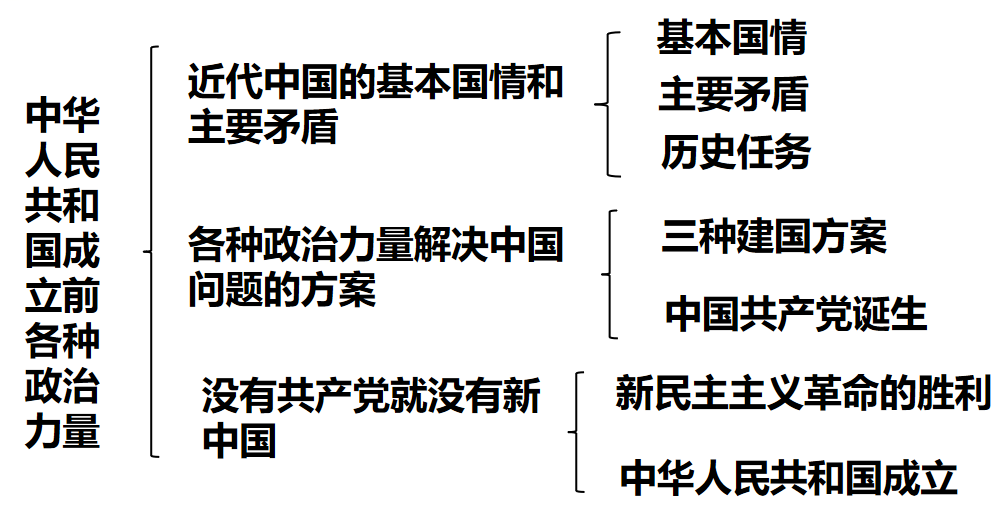 中华
人民
共和
国成
立前
各种
政治
力量
近代中国的基本国情和
主要矛盾
基本国情
主要矛盾
历史任务
各种政治力量解决中国
问题的方案
三种建国方案
中国共产党诞生
没有共产党就没有新
中国
新民主主义革命的胜利
中华人民共和国成立